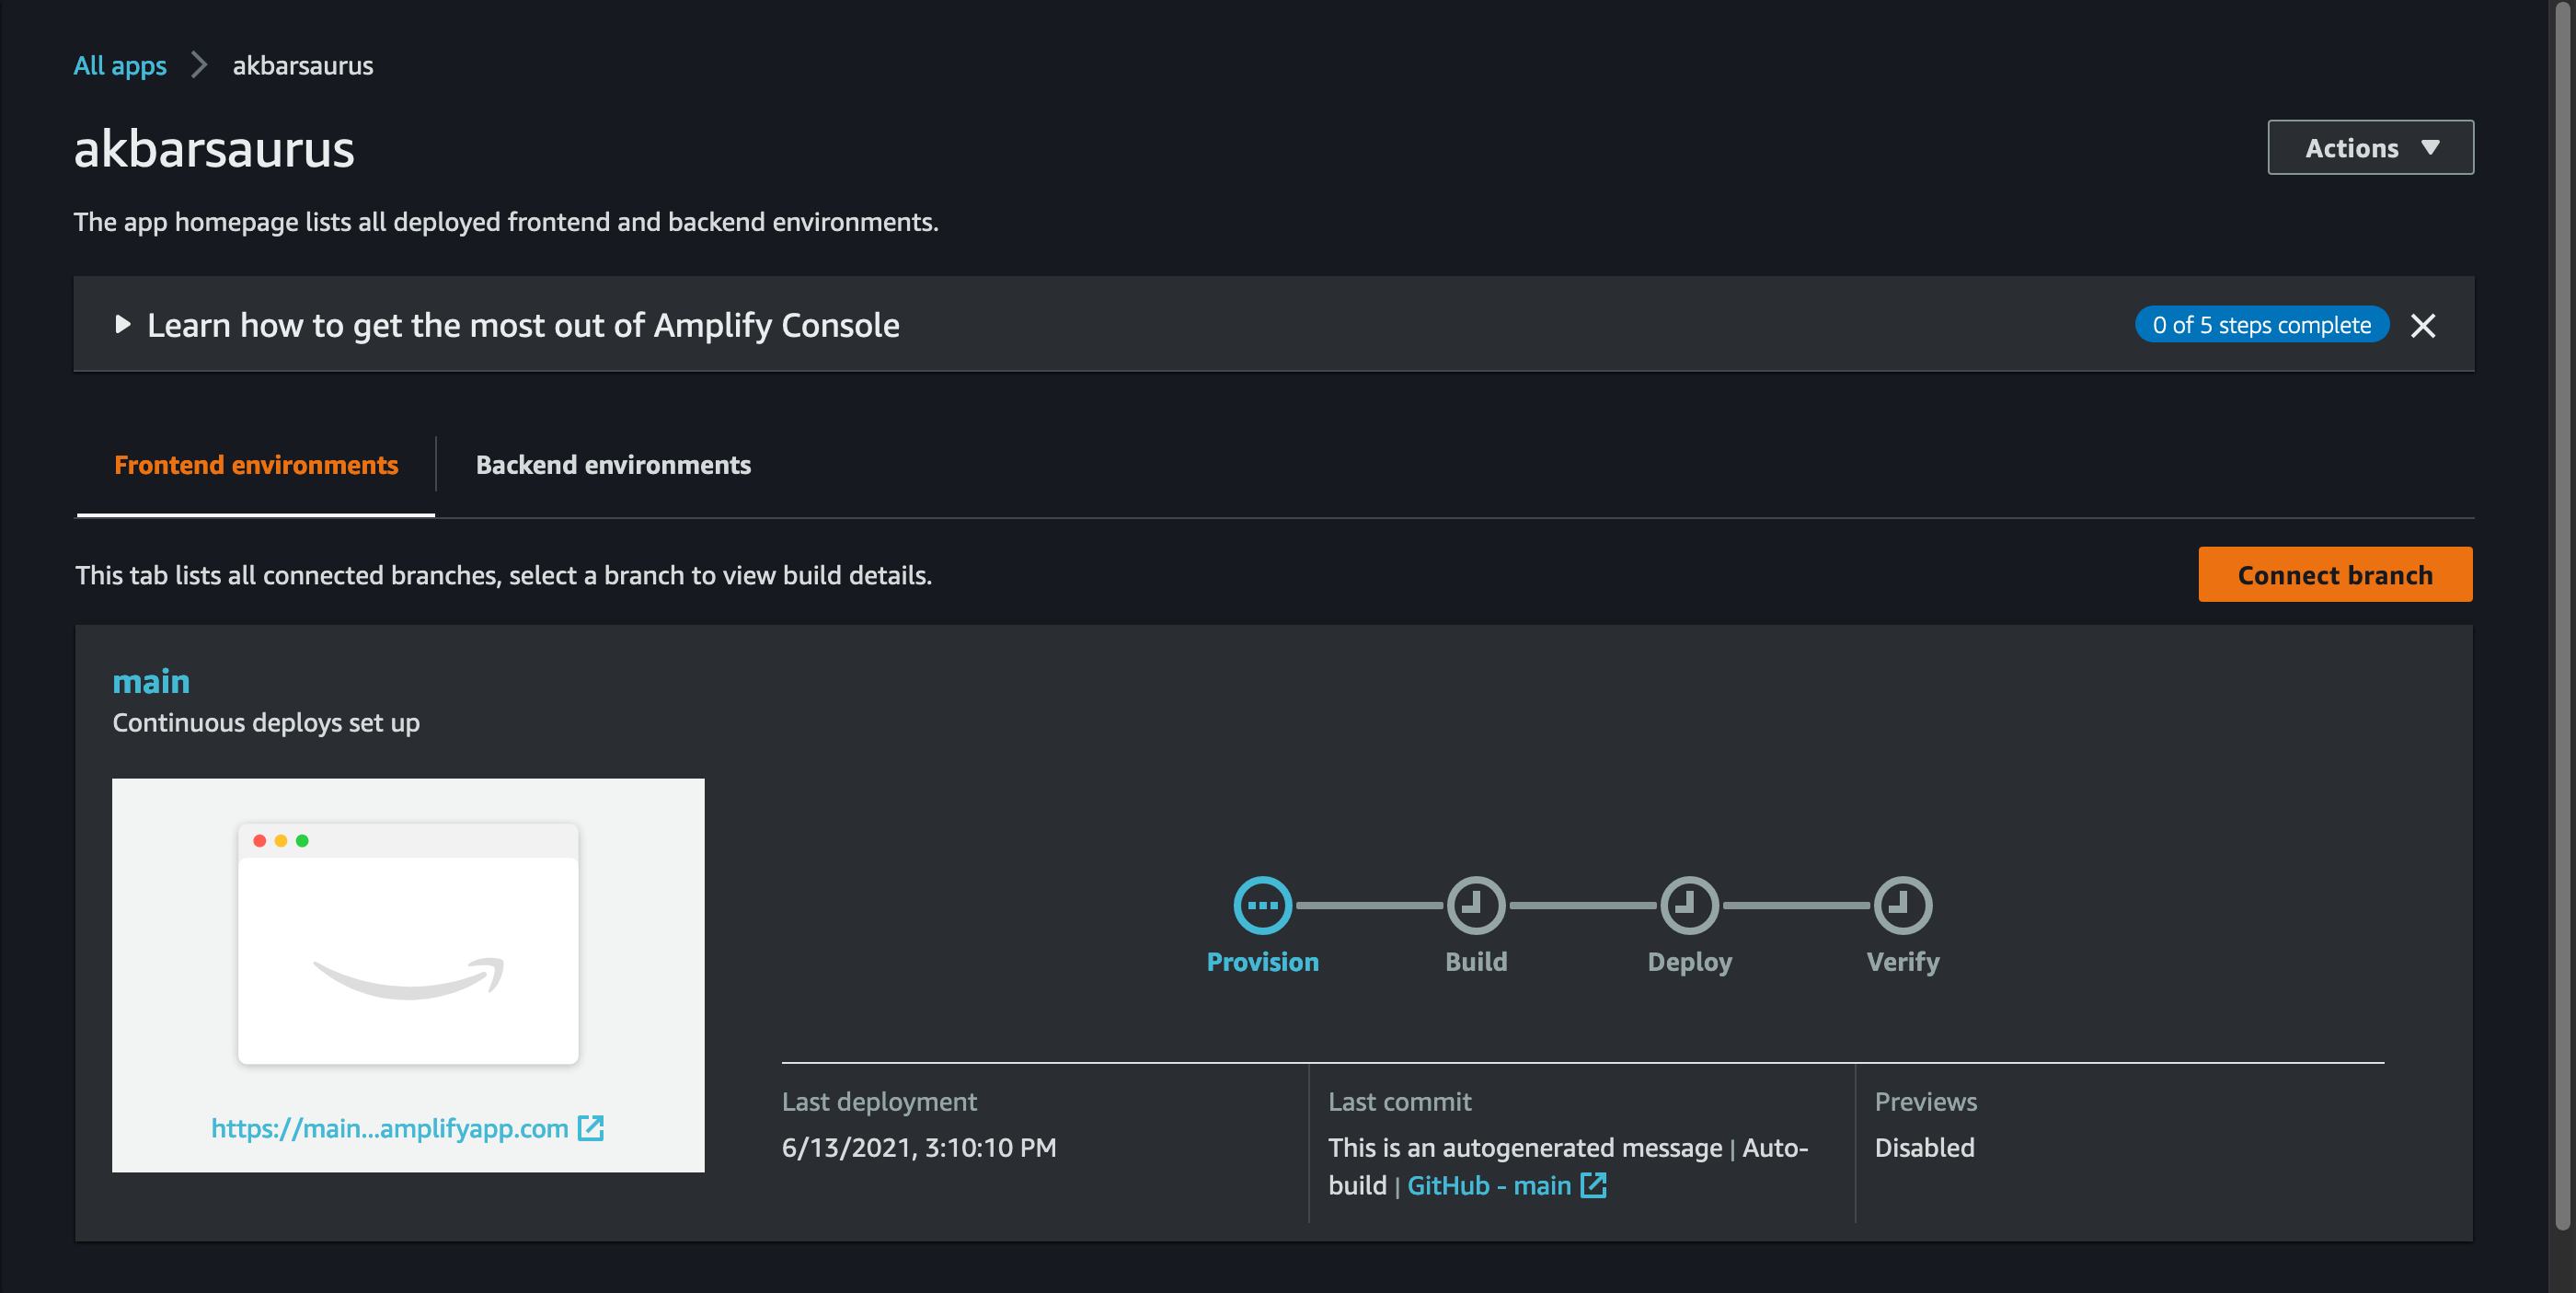 All apps
akbarsaurus
akbarsaurus
Actions
The app homepage lists all deployed frontend and backend environments.
Learn how to get the most out of Amplify Console
0 of 5 steps complete
Frontend environments
Backend environments
This tab lists all connected branches, select a branch to view build details.
Connect branch
main
Continuous deploys set up
https://main...amplifyapp.com
Provision
Build
Deploy
Verify
Last deployment
6/13/2021, 3:10:10 PM
Last commit
This is an autogenerated message | Auto-
build | GitHub - main
Previews
Disabled